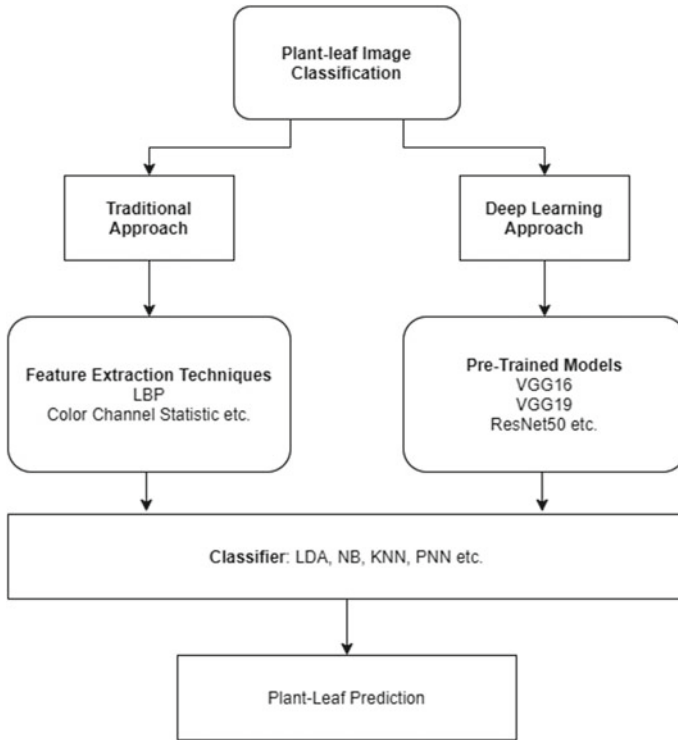 Plant-leaf Image
Classification
Traditional
Approach
Deep Learning
Approach
Feature Extraction Techniques
LBP
Color Channel Statistic etc.
Pre-Trained Models
VGG16
VGG19
ResNet50 etc.
Classifier: LDA, NB, KNN, PNN etc.
Plant-Leaf Prediction